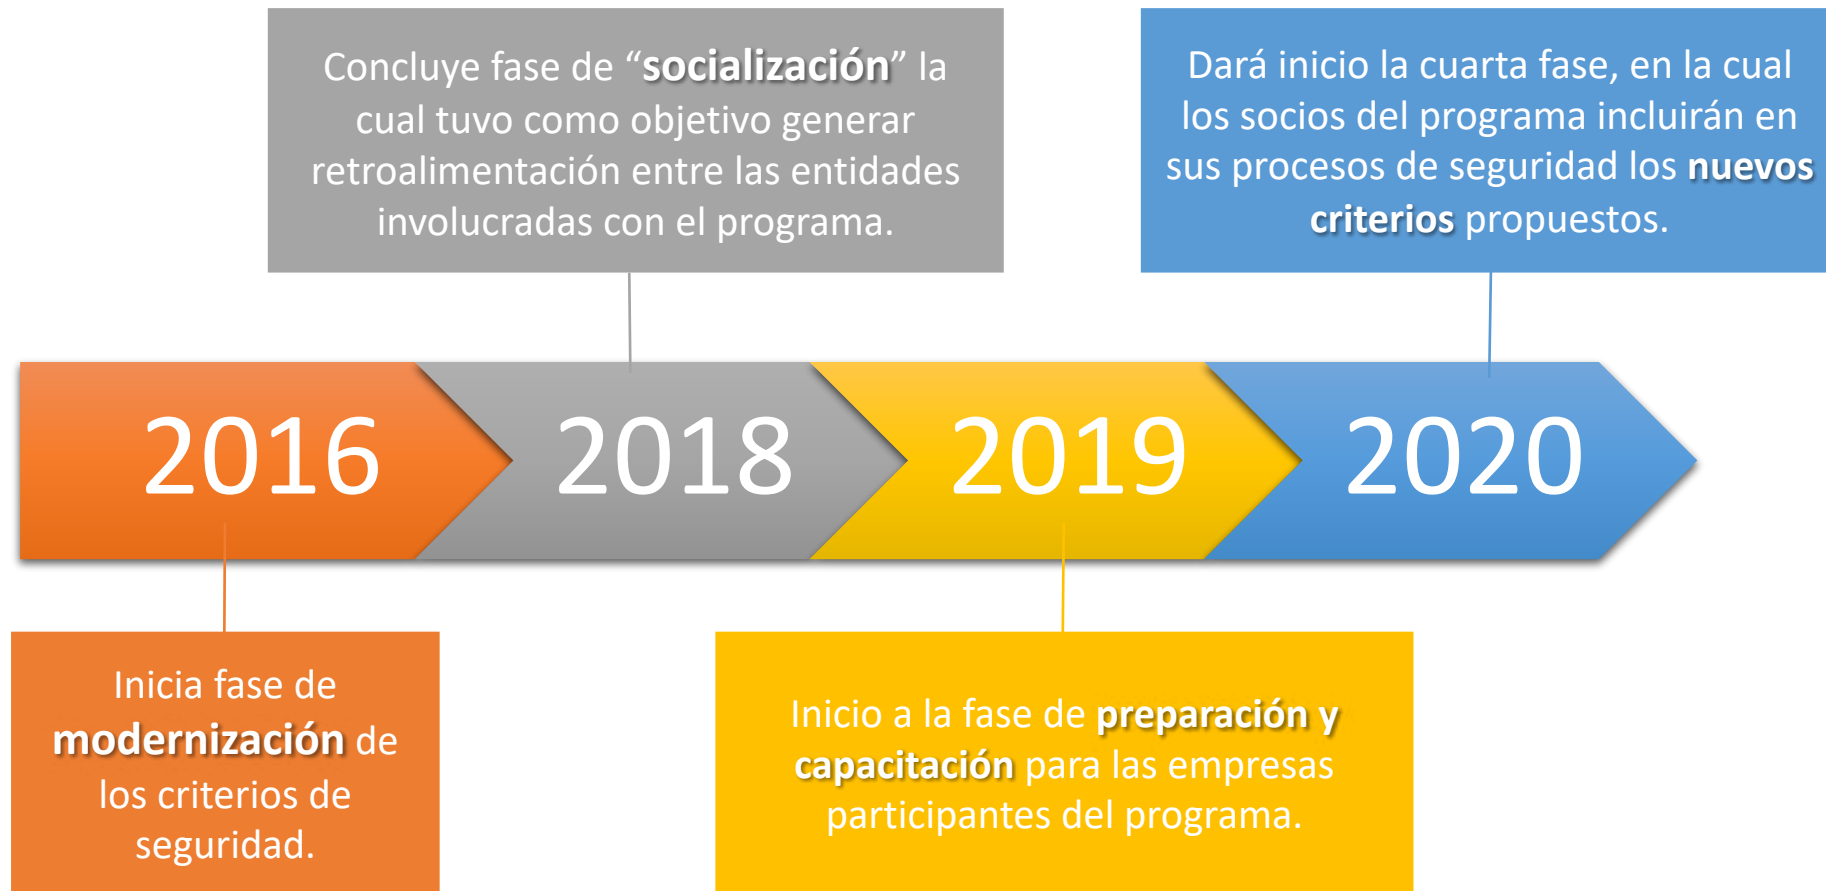 Concluye fase de “socialización” la
cual tuvo como objetivo generar
retroalimentación entre las entidades
involucradas con el programa.
Dará inicio la cuarta fase, en la cual
los socios del programa incluirán en
sus procesos de seguridad los nuevos
criterios propuestos.
2016
2018
2019
2020
Inicia fase de
modernización de
los criterios de
seguridad.
Inicio a la fase de preparación y
capacitación para las empresas
participantes del programa.